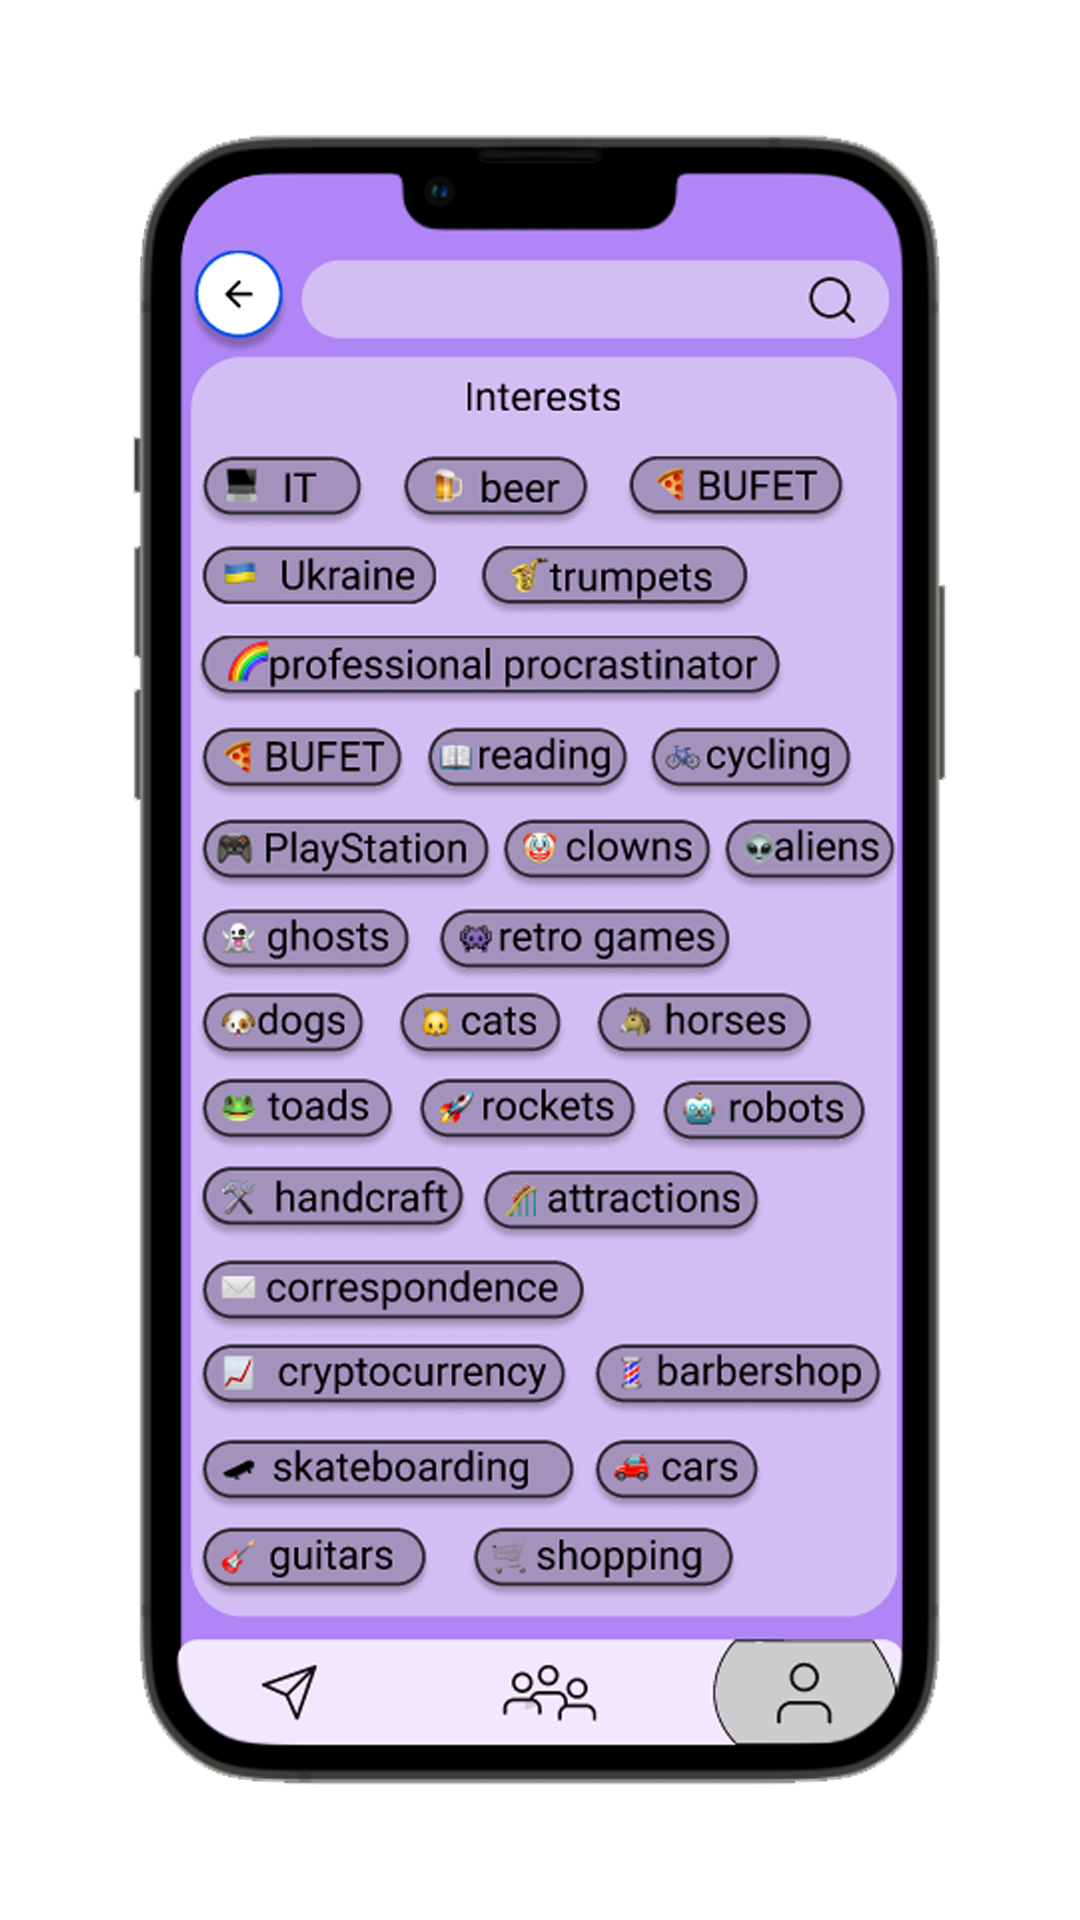 Interests
IT beer BUFET
Ukraine trumpets
professional procrastinator
BUFET reading cycling
PlayStation clowns aliens
ghosts retro games
dogs cats horses
toads rockets robots
handcraft attractions
correspondence
cryptocurrency barbershop
skateboarding cars
guitars shopping